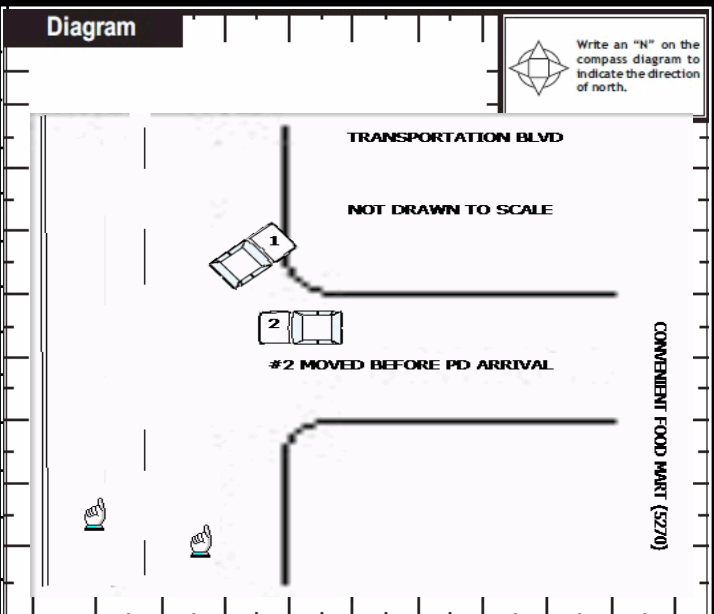 Diagram
Write an “N” on the
compass diagram to
indicate the direction
of north.
TRANSPORTATION BLVD
NOT DRAWN TO SCALE
1
2
#2 MOVED BEFORE PD ARRIVAL
CONVENIENT FOOD MART (5270)